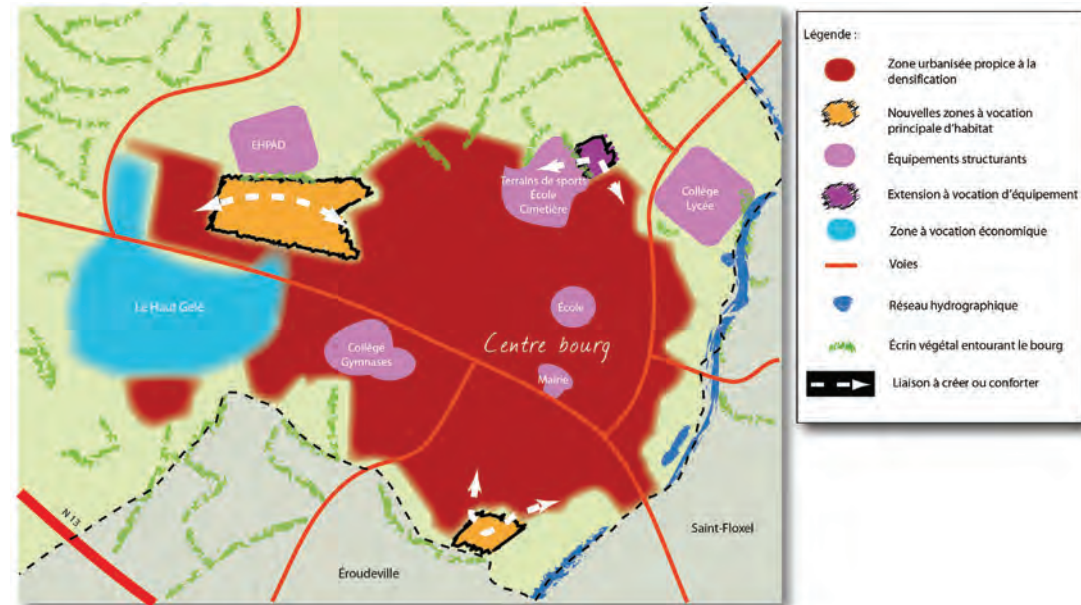 EHPAD
Terrains de sports
École
Cimetière
Collège
Lycée
Le Haut Gelé
École
Centre bourg
Collège
Gymnases
Mairie
N 13
Saint-Floxel
Éroudeville
Légende :
Zone urbanisée propice à la
densification
Nouvelles zones à vocation
principale d'habitat
Équipements structurants
Extension à vocation d'équipement
Zone à vocation économique
Voies
Réseau hydrographique
Écrin végétal entourant le bourg
Liaison à créer ou conforter